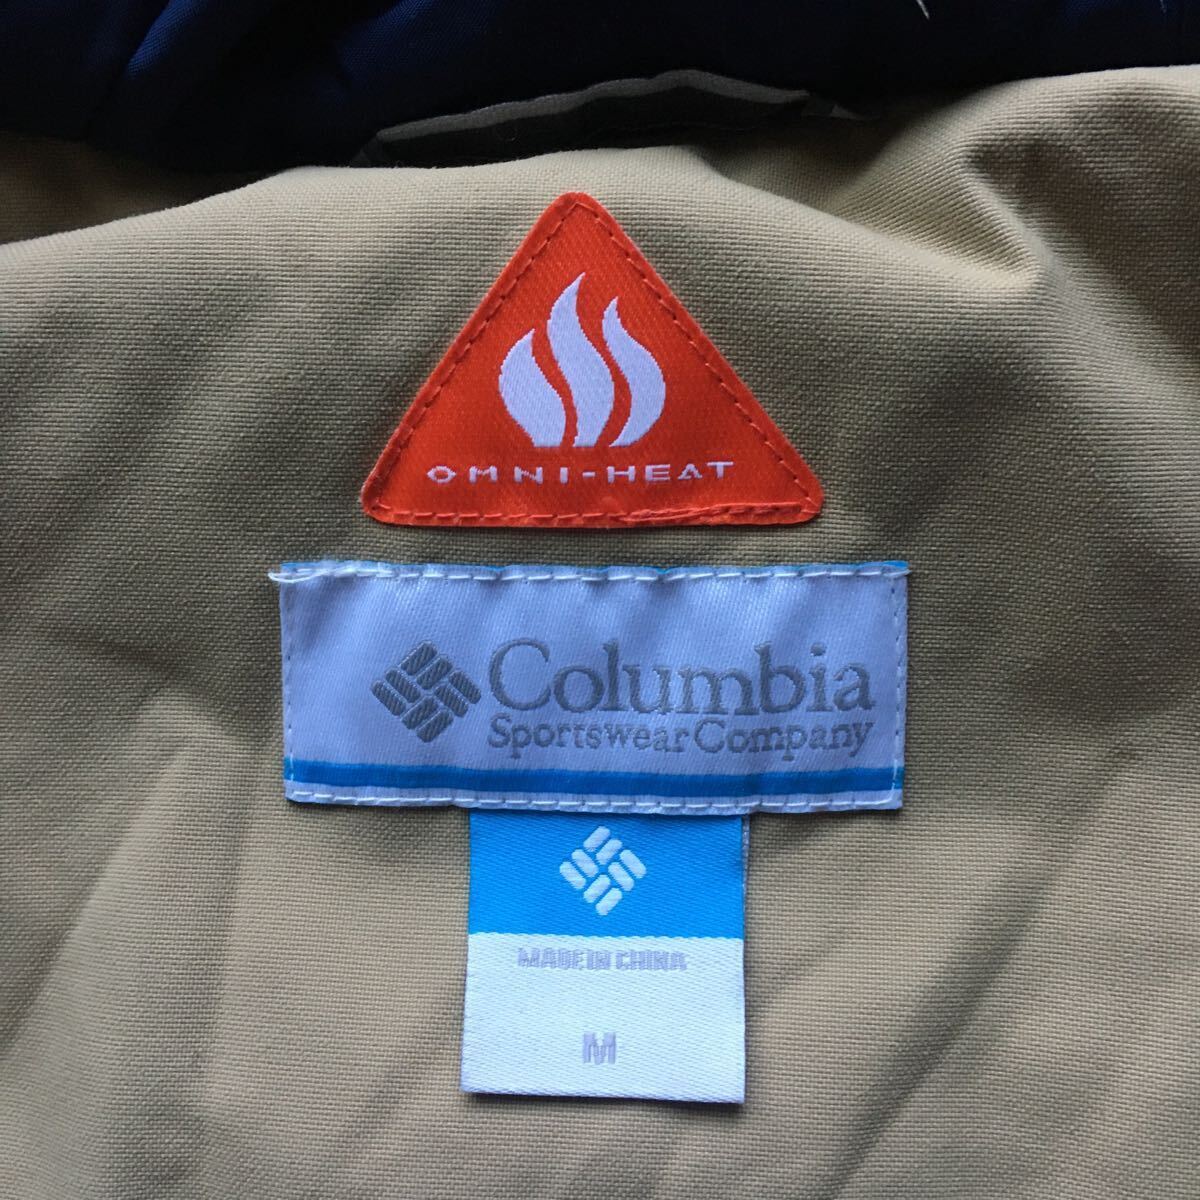 OMNI-HEAT
Columbia
Sportswear Company
MADE IN CHINA
M